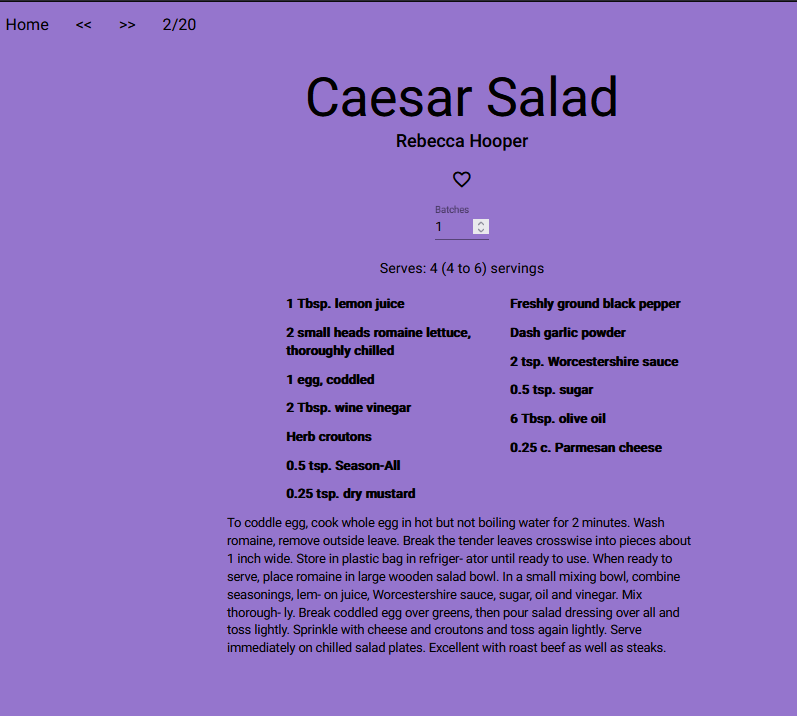 Home << >> 2/20
Caesar Salad
Rebecca Hooper
Batches
1
Serves: 4 (4 to 6) servings
1 Tbsp. lemon juice
2 small heads romaine lettuce,
thoroughly chilled
1 egg, coddled
2 Tbsp. wine vinegar
Herb croutons
0.5 tsp. Season-All
0.25 tsp. dry mustard
Freshly ground black pepper
Dash garlic powder
2 tsp. Worcestershire sauce
0.5 tsp. sugar
6 Tbsp. olive oil
0.25 c. Parmesan cheese
To coddle egg, cook whole egg in hot but not boiling water for 2 minutes. Wash
romaine, remove outside leave. Break the tender leaves crosswise into pieces about
1 inch wide. Store in plastic bag in refriger- ator until ready to use. When ready to
serve, place romaine in large wooden salad bowl. In a small mixing bowl, combine
seasonings, lem- on juice, Worcestershire sauce, sugar, oil and vinegar. Mix
thorough- ly. Break coddled egg over greens, then pour salad dressing over all and
toss lightly. Sprinkle with cheese and croutons and toss again lightly. Serve
immediately on chilled salad plates. Excellent with roast beef as well as steaks.